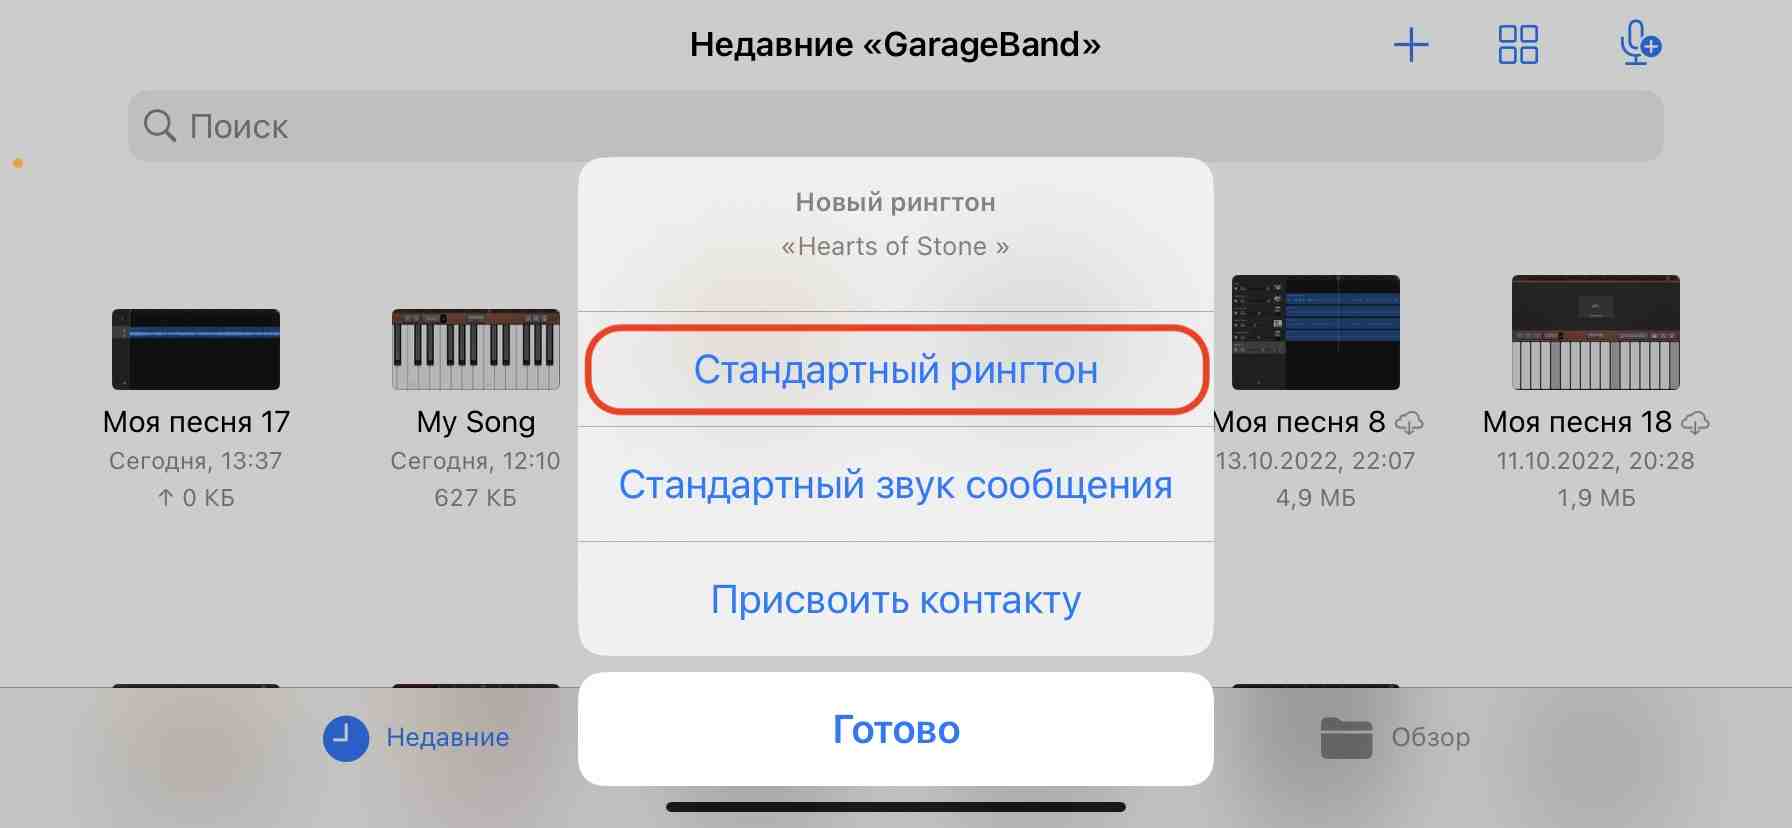 Недавние «GarageBand»
Поиск
Новый рингтон
«Hearts of Stone »
Стандартный рингтон
Стандартный звук сообщения
Присвоить контакту
Готово
Моя песня 17
Сегодня, 13:37
↑ 0 КБ
My Song
Сегодня, 12:10
627 КБ
Моя песня 8
13.10.2022, 22:07
4,9 МБ
Моя песня 18
11.10.2022, 20:28
1,9 МБ
Недавние
Обзор